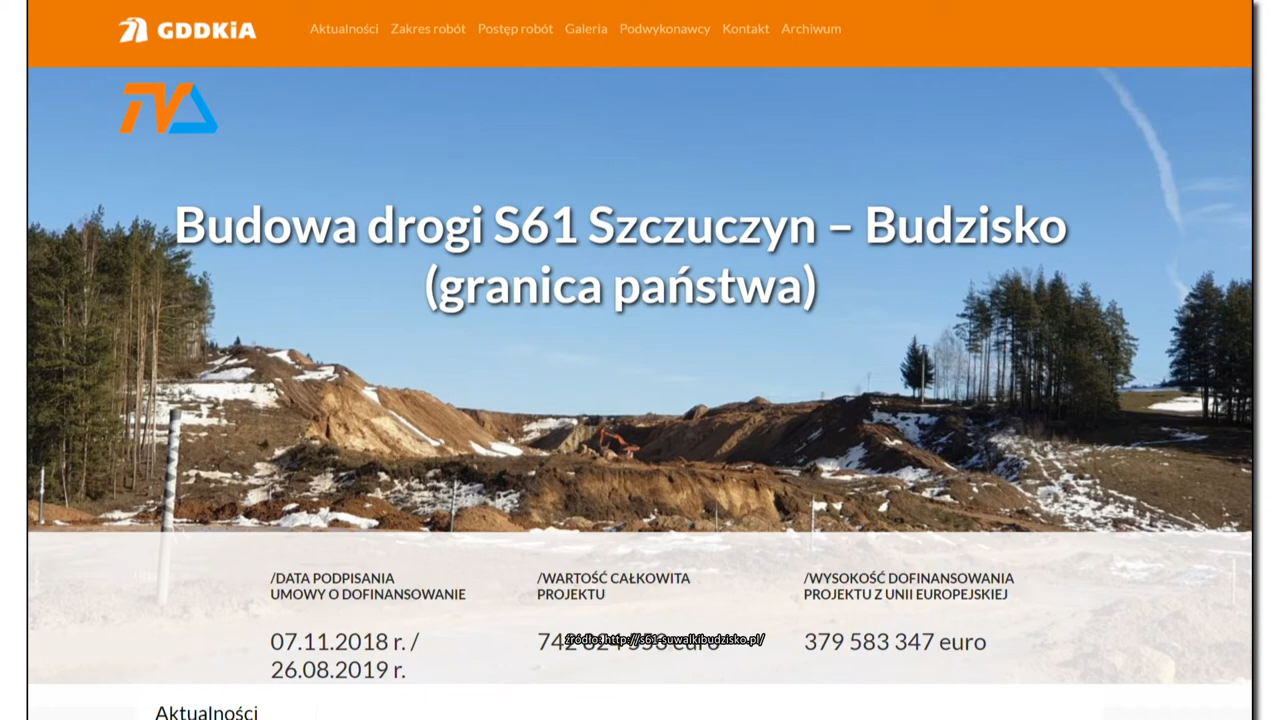 GDDKiA
Aktualności Zakres robót Postęp robót Galeria Podwykonawcy Kontakt Archiwum
Budowa drogi S61 Szczuczyn – Budzisko
(granica państwa)
/DATA PODPISANIA
UMOWY O DOFINANSOWANIE
07.11.2018 r. /
26.08.2019 r.
/WARTOŚĆ CAŁKOWITA
PROJEKTU
euro
źródło: http://s61-suwalkibudzisko.pl/
/WYSOKOŚĆ DOFINANSOWANIA
PROJEKTU Z UNII EUROPEJSKIEJ
379 583 347 euro
Aktualności